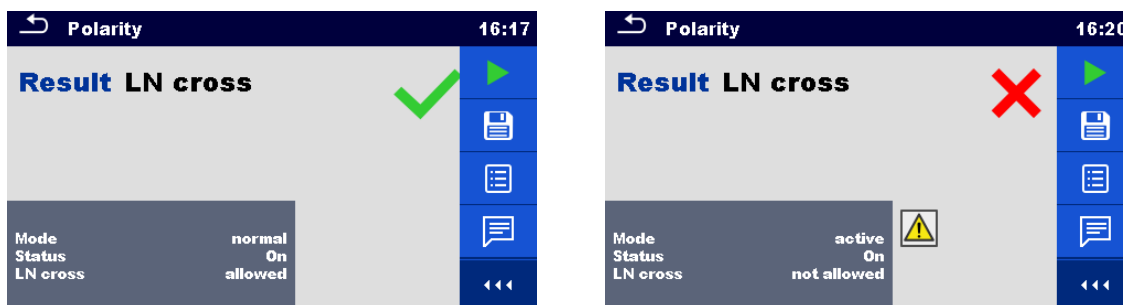 Polarity 16:17
Result LN cross
Mode normal
Status On
LN cross allowed
Polarity 16:20
Result LN cross
Mode active
Status On
LN cross not allowed